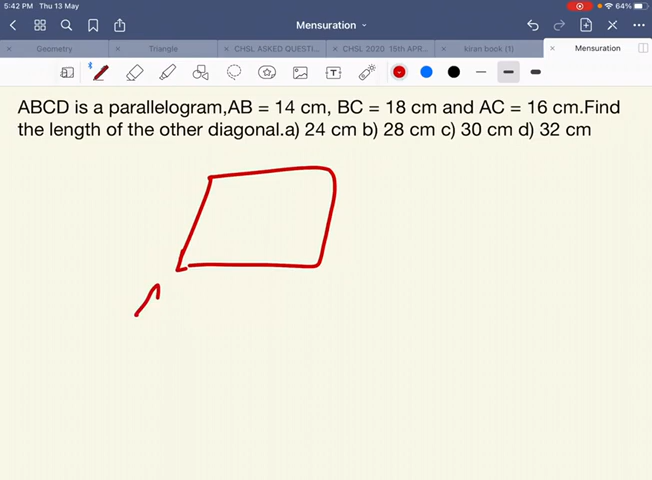 5:42 PM Thu 13 May
64%
Mensuration
Geometry
Triangle
CHSL ASKED QUESTI...
CHSL 2020 15th APR...
kiran book (1)
Mensuration
ABCD is a parallelogram,AB = 14 cm, BC = 18 cm and AC = 16 cm.Find
the length of the other diagonal.a) 24 cm b) 28 cm c) 30 cm d) 32 cm